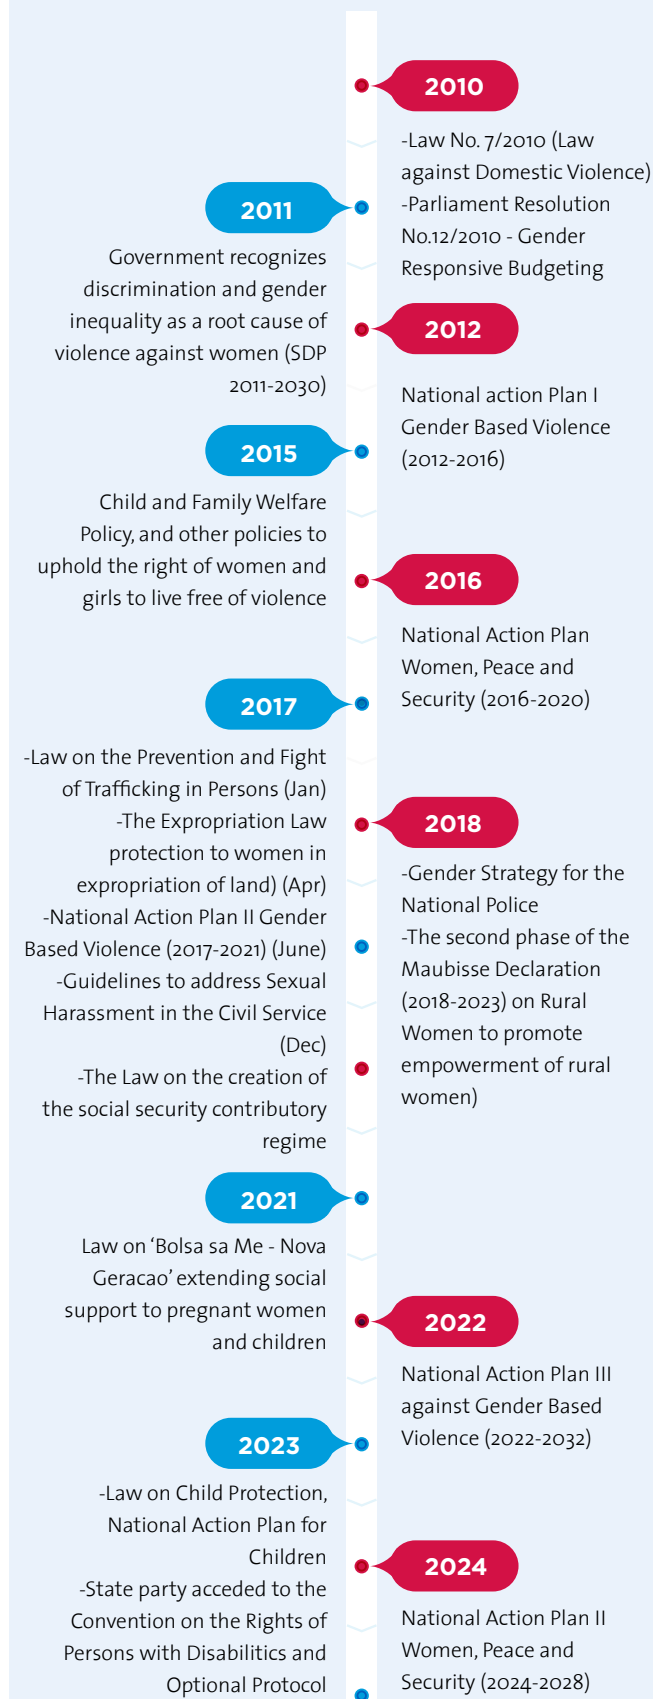 2010
-Law No. 7/2010 (Law
against Domestic Violence)
-Parliament Resolution
No.12/2010 - Gender
Responsive Budgeting
2011
Government recognizes
discrimination and gender
inequality as a root cause of
violence against women (SDP
2011-2030)
2012
National action Plan I
Gender Based Violence
(2012-2016)
2015
Child and Family Welfare
Policy, and other policies to
uphold the right of women and
girls to live free of violence
2016
National Action Plan
Women, Peace and
Security (2016-2020)
2017
-Law on the Prevention and Fight
of Trafficking in Persons (Jan)
-The Expropriation Law
protection to women in
expropriation of land) (Apr)
-National Action Plan II Gender
Based Violence (2017-2021) (June)
-Guidelines to address Sexual
Harassment in the Civil Service
(Dec)
-The Law on the creation of
the social security contributory
regime
2018
-Gender Strategy for the
National Police
-The second phase of the
Maubisse Declaration
(2018-2023) on Rural
Women to promote
empowerment of rural
women)
2021
Law on ‘Bolsa sa Me - Nova
Geracao’ extending social
support to pregnant women
and children
2022
National Action Plan III
against Gender Based
Violence (2022-2032)
2023
-Law on Child Protection,
National Action Plan for
Children
-State party acceded to the
Convention on the Rights of
Persons with Disabilitics and
Optional Protocol
2024
National Action Plan II
Women, Peace and
Security (2024-2028)